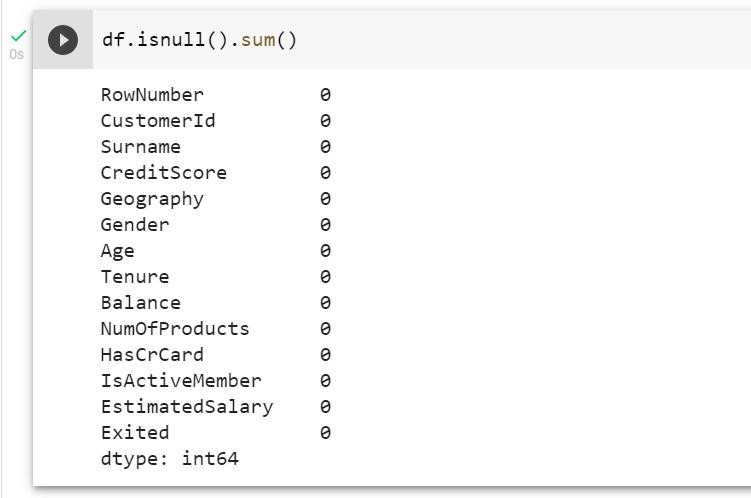 df.isnull().sum()
0s
RowNumber 0
CustomerId 0
Surname 0
CreditScore 0
Geography 0
Gender 0
Age 0
Tenure 0
Balance 0
NumOfProducts 0
HasCrCard 0
IsActiveMember 0
EstimatedSalary 0
Exited 0
dtype: int64